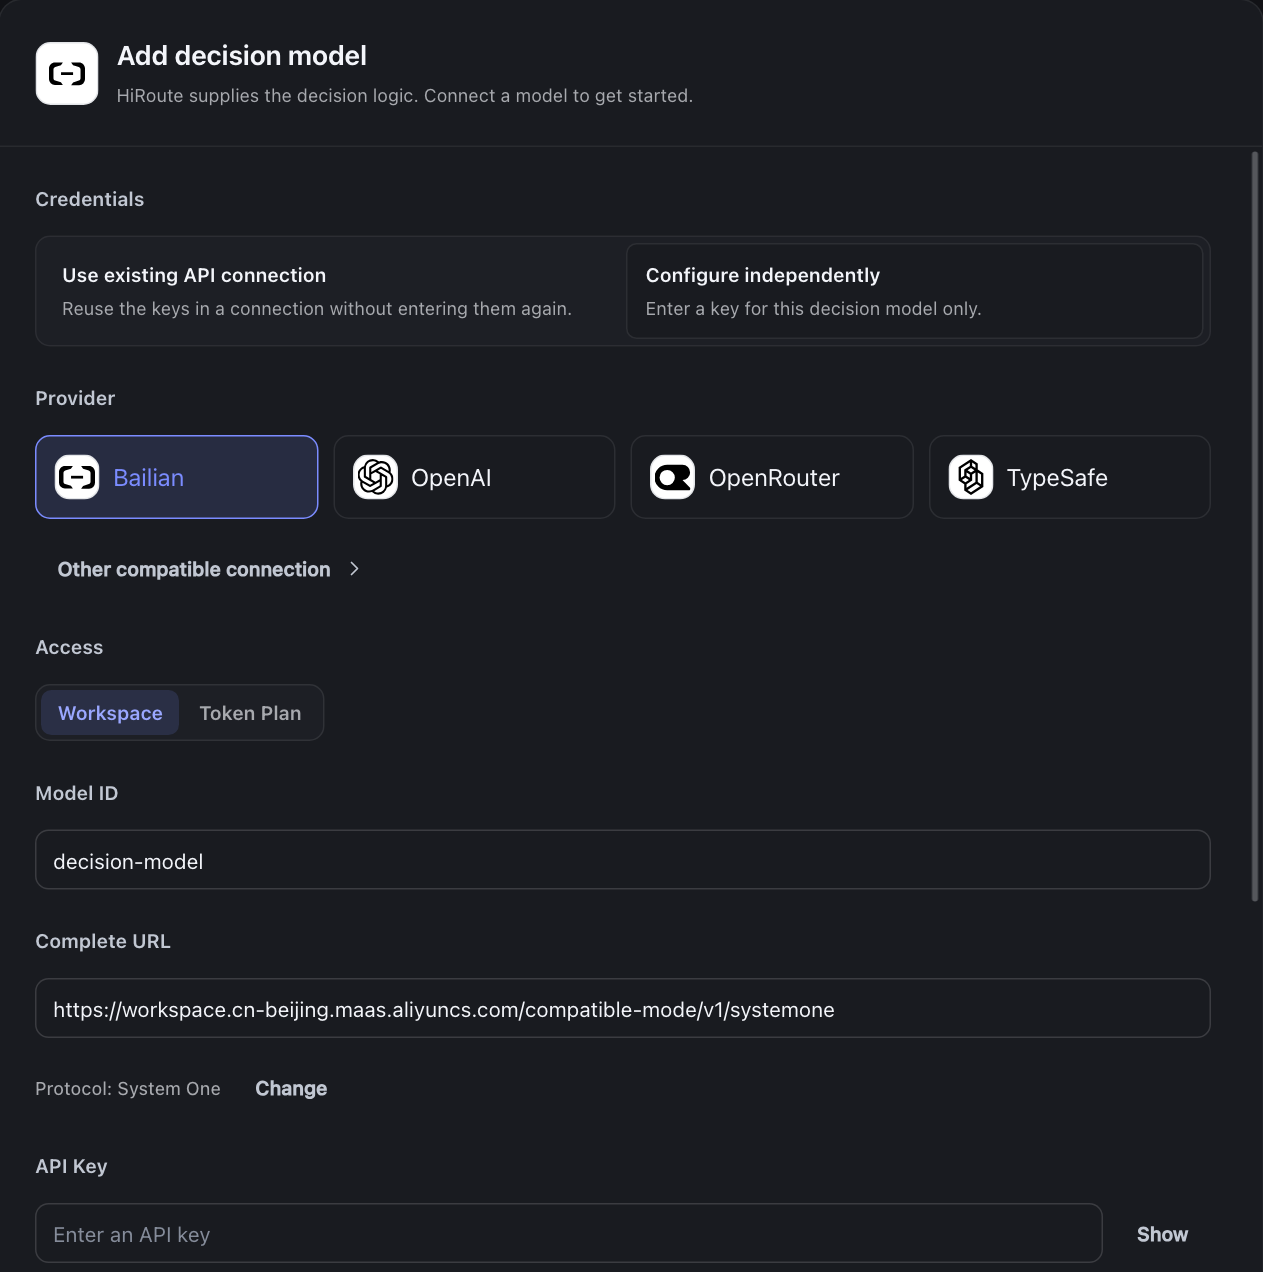 Add decision model
HiRoute supplies the decision logic. Connect a model to get started.
Credentials
Use existing API connection
Reuse the keys in a connection without entering them again.
Configure independently
Enter a key for this decision model only.
Provider
Bailian
OpenAI
OpenRouter
TypeSafe
Other compatible connection
Access
Workspace
Token Plan
Model ID
decision-model
Complete URL
https://workspace.cn-beijing.maas.aliyuncs.com/compatible-mode/v1/systemone
Protocol: System One
Change
API Key
Enter an API key
Show